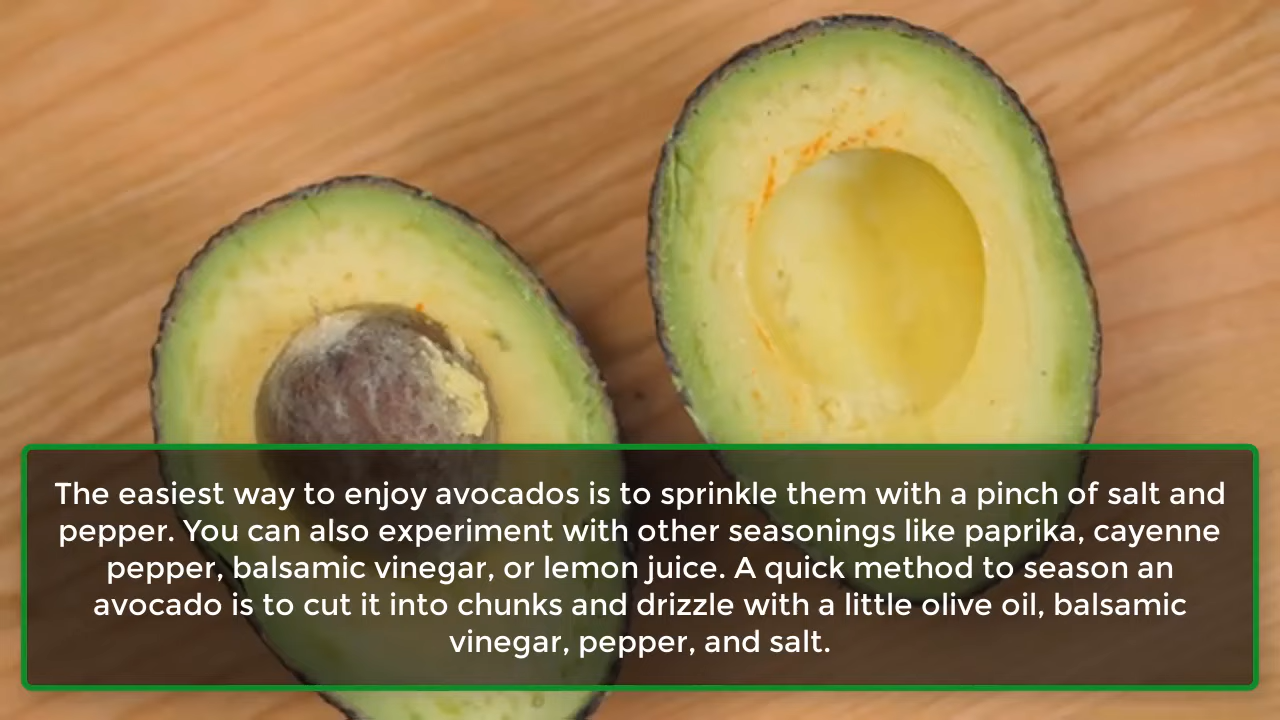 The easiest way to enjoy avocados is to sprinkle them with a pinch of salt and
pepper. You can also experiment with other seasonings like paprika, cayenne
pepper, balsamic vinegar, or lemon juice. A quick method to season an
avocado is to cut it into chunks and drizzle with a little olive oil, balsamic
vinegar, pepper, and salt.